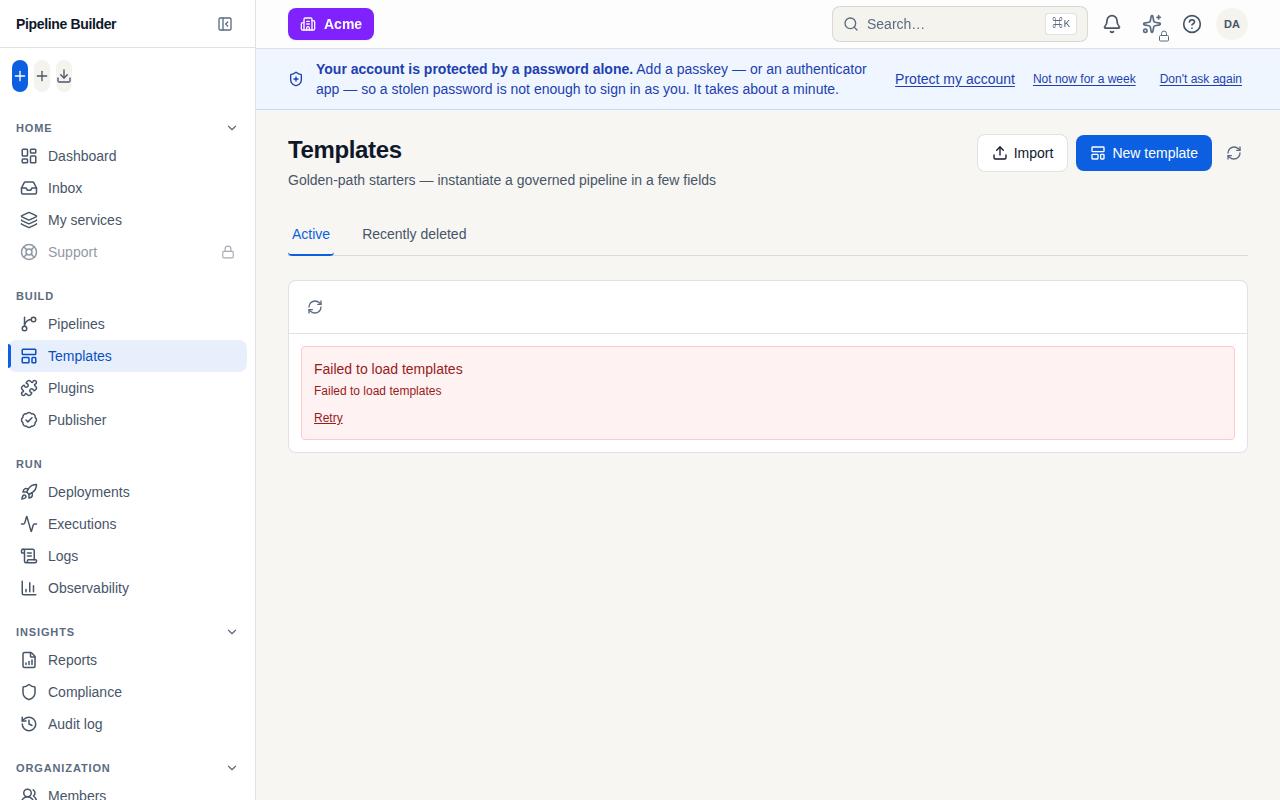 Pipeline Builder
Acme
Search…
⌘K
DA
Your account is protected by a password alone. Add a passkey — or an authenticator
app — so a stolen password is not enough to sign in as you. It takes about a minute.
Protect my account
Not now for a week
Don't ask again
HOME
Dashboard
Inbox
My services
Support
BUILD
Pipelines
Templates
Plugins
Publisher
RUN
Deployments
Executions
Logs
Observability
INSIGHTS
Reports
Compliance
Audit log
ORGANIZATION
Members
Templates
Golden-path starters — instantiate a governed pipeline in a few fields
Import
New template
Active
Recently deleted
Failed to load templates
Failed to load templates
Retry